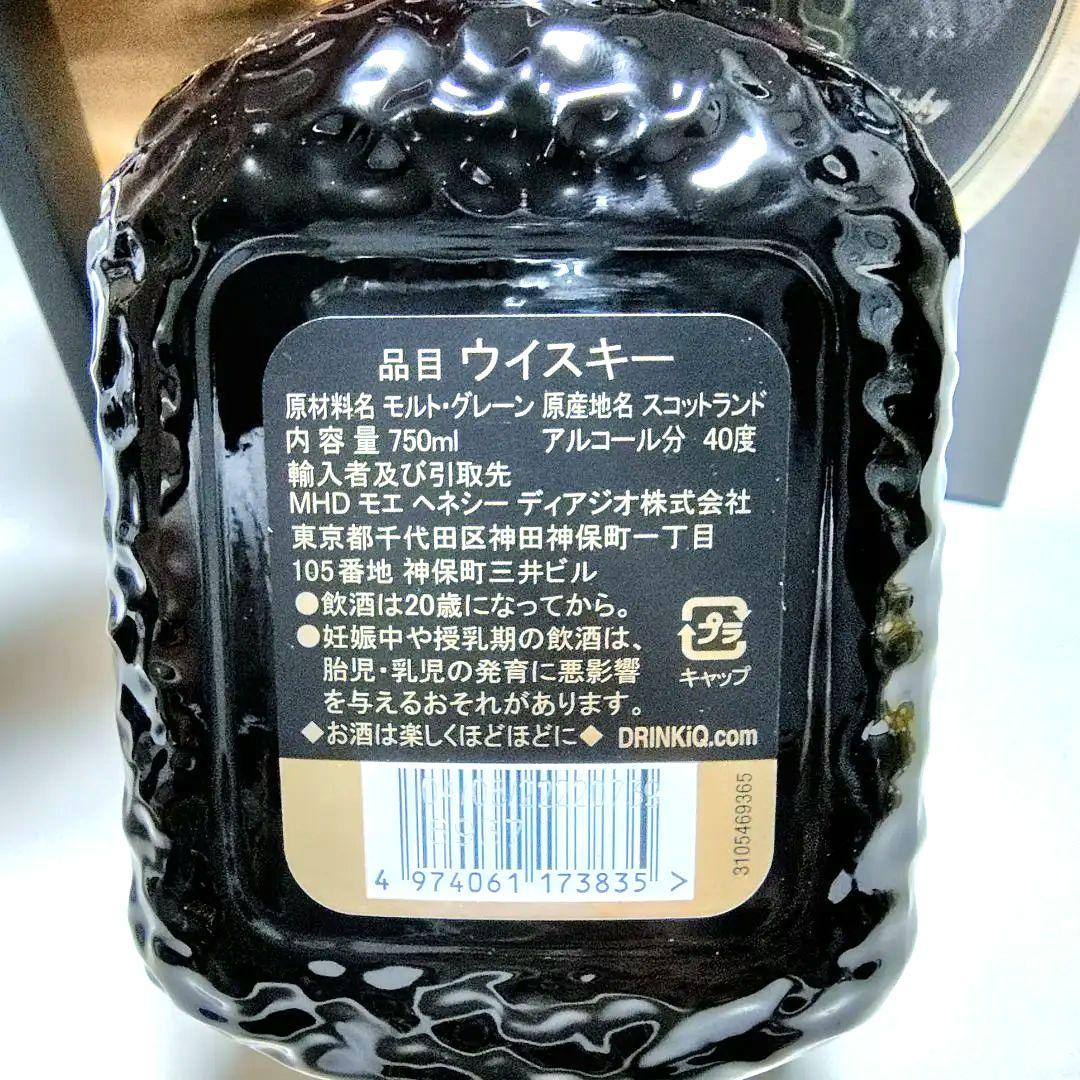 品目 ウイスキー
原材料名 モルト・グレーン 原産地名 スコットランド
内容量 750ml アルコール分 40度
輸入者及び引取先
MHD モエ ヘネシー ディアジオ株式会社
東京都千代田区神田神保町一丁目
105番地 神保町三井ビル
●飲酒は20歳になってから。
●妊娠中や授乳期の飲酒は、
胎児・乳児の発育に悪影響
を与えるおそれがあります。
プラ
キャップ
◆お酒は楽しくほどほどに◆ DRINKiQ.com
4 974061 173835 >
3105469365